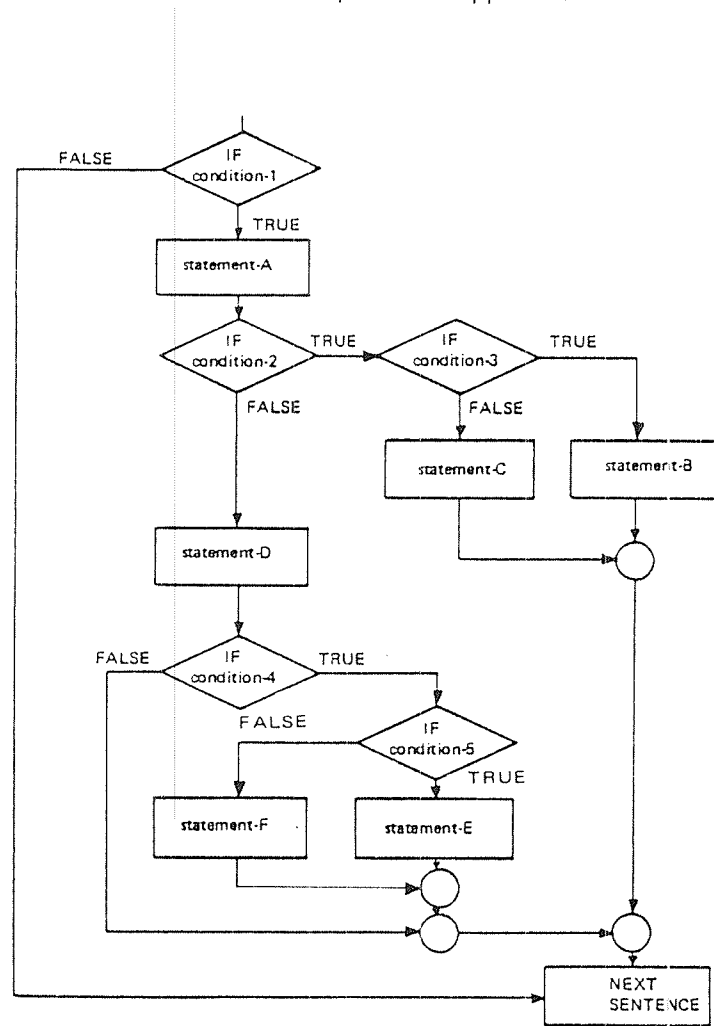 FALSE
IF
condition-1
TRUE
statement-A
IF
condition-2
TRUE
IF
condition-3
TRUE
FALSE
FALSE
statement-C
statement-B
statement-D
FALSE
IF
condition-4
TRUE
FALSE
IF
condition-5
TRUE
statement-F
statement-E
NEXT
SENTENCE